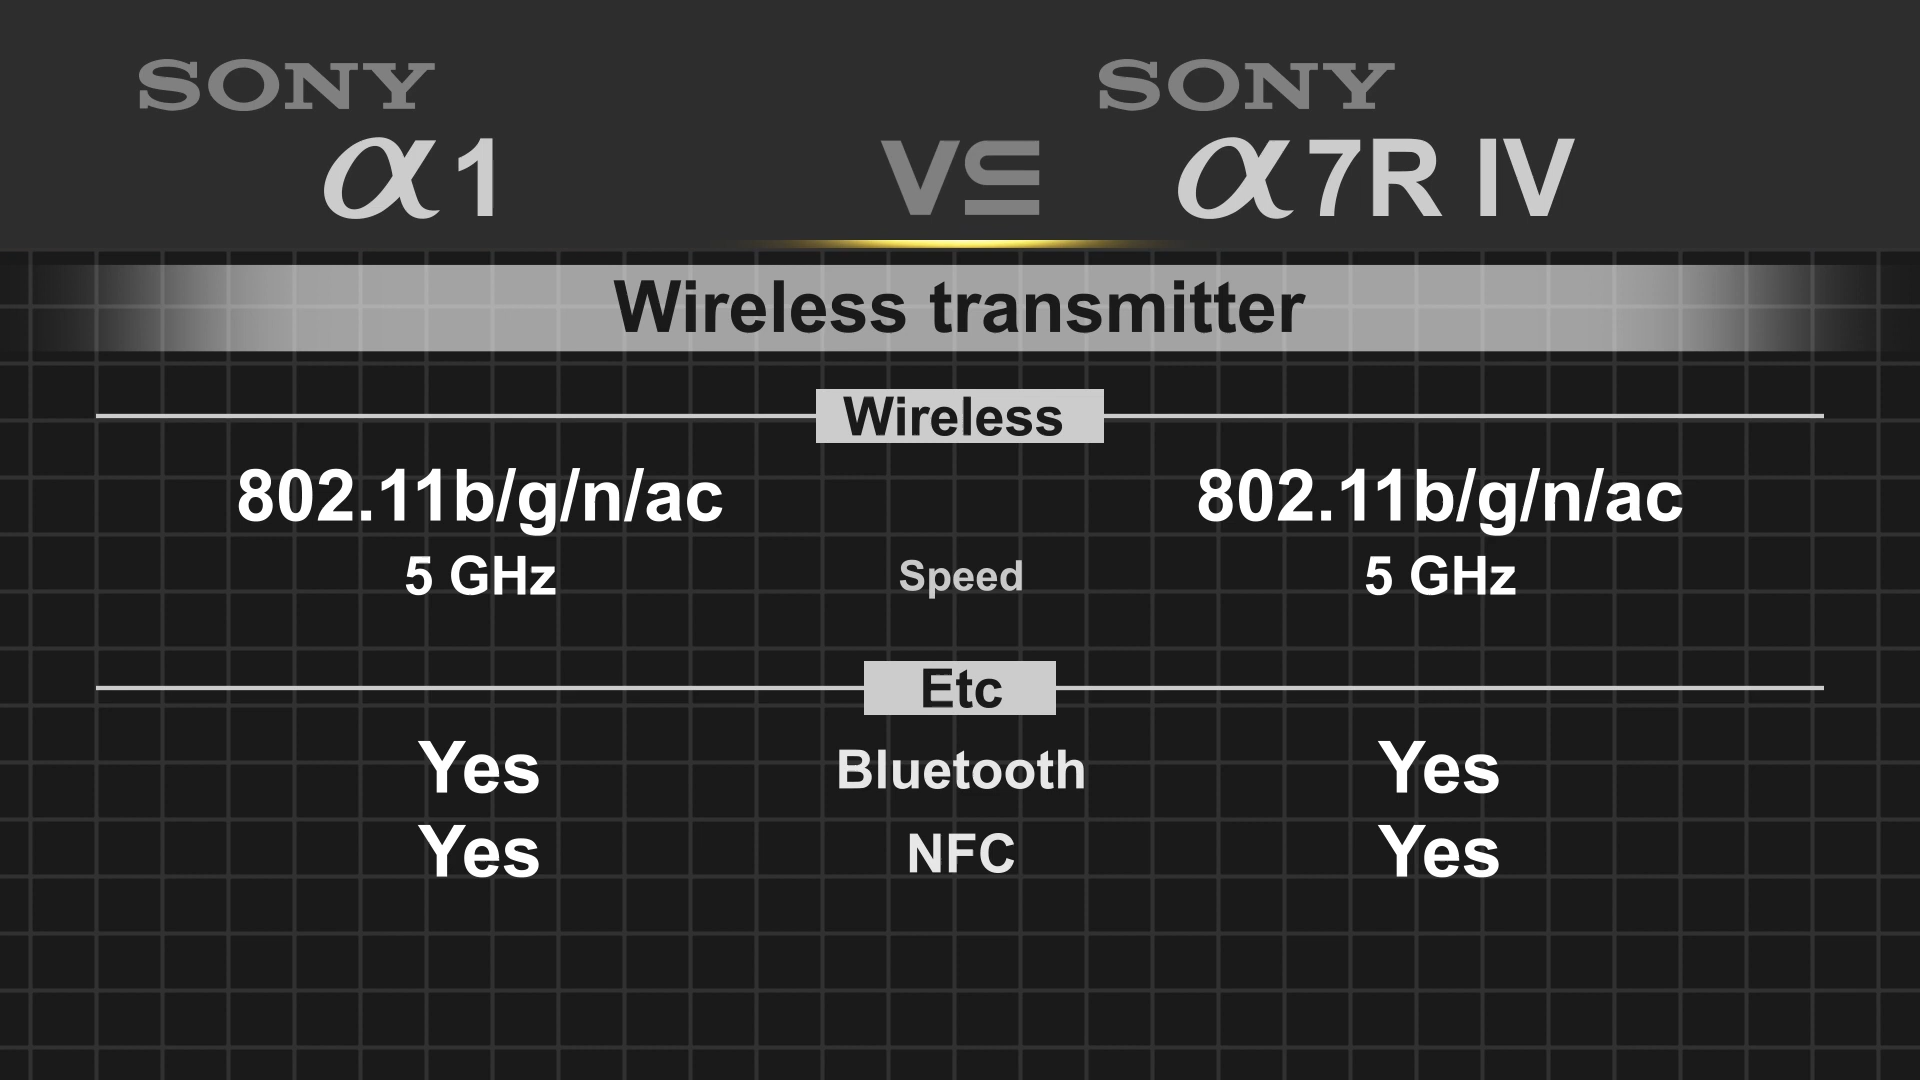 SONY
α1
VS
SONY
α7R IV
Wireless transmitter
Wireless
802.11b/g/n/ac 802.11b/g/n/ac
5 GHz Speed 5 GHz
Etc
Yes Bluetooth Yes
Yes NFC Yes